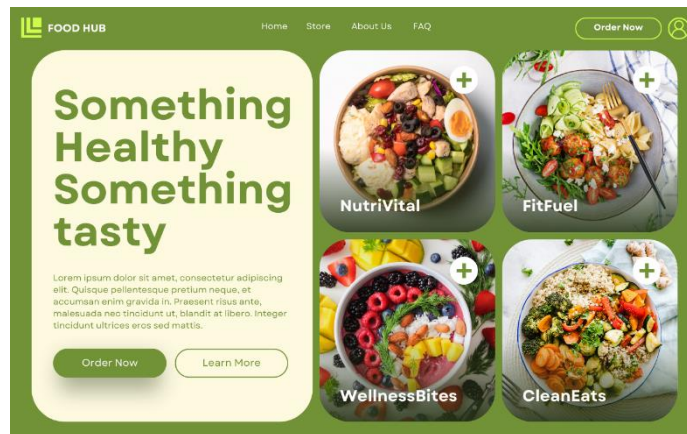 FOOD HUB
Home Store About Us FAQ
Order Now
Something
Healthy
Something
tasty
Lorem ipsum dolor sit amet, consectetur adipiscing
elit. Quisque pellentesque pretium neque, et
accumsan enim gravida in. Praesent risus ante,
malesuada nec tincidunt ut, blandit at libero. Integer
tincidunt ultrices eros sed mattis.
Order Now
Learn More
NutriVital
FitFuel
WellnessBites
CleanEats